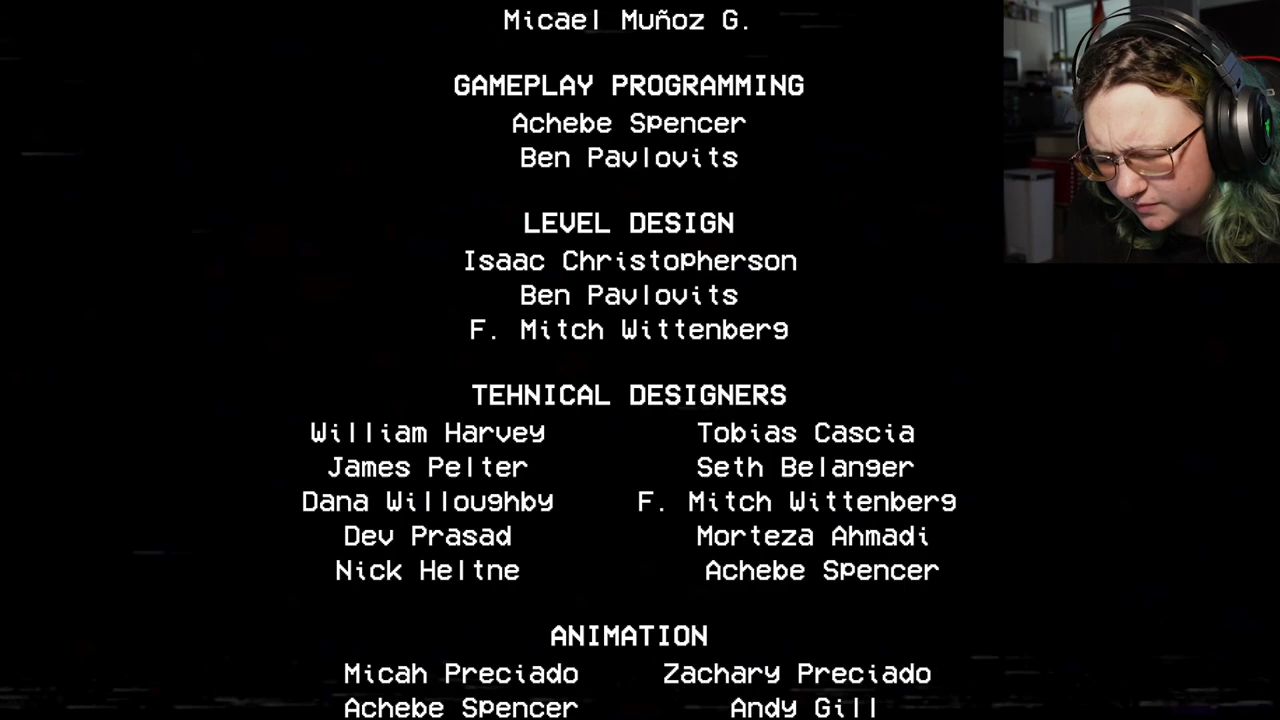 Micael Muñoz G.
GAMEPLAY PROGRAMMING
Achebe Spencer
Ben Pavlovits
LEVEL DESIGN
Isaac Christopherson
Ben Pavlovits
F. Mitch Wittenberg
TEHNICAL DESIGNERS
William Harvey Tobias Cascia
James Pelter Seth Belanger
Dana Willoughby F. Mitch Wittenberg
Dev Prasad Morteza Ahmadi
Nick Heltne Achebe Spencer
ANIMATION
Micah Preciado Zachary Preciado
Achebe Spencer Andy Gill